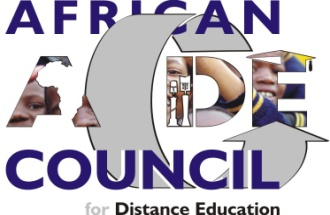 AFRICAN
ACDE
COUNCIL
for Distance Education